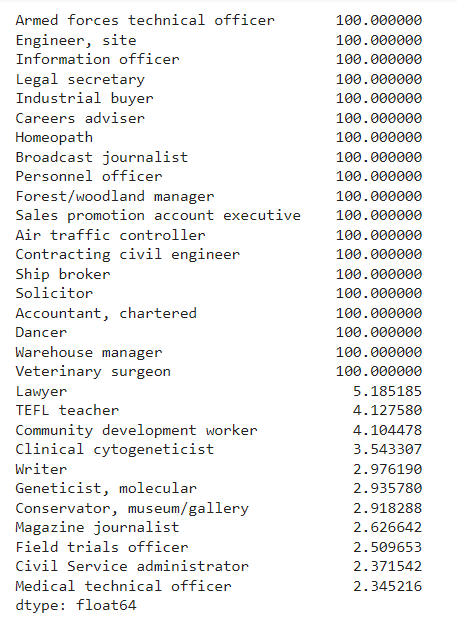 Armed forces technical officer 100.000000
Engineer, site 100.000000
Information officer 100.000000
Legal secretary 100.000000
Industrial buyer 100.000000
Careers adviser 100.000000
Homeopath 100.000000
Broadcast journalist 100.000000
Personnel officer 100.000000
Forest/woodland manager 100.000000
Sales promotion account executive 100.000000
Air traffic controller 100.000000
Contracting civil engineer 100.000000
Ship broker 100.000000
Solicitor 100.000000
Accountant, chartered 100.000000
Dancer 100.000000
Warehouse manager 100.000000
Veterinary surgeon 100.000000
Lawyer 5.185185
TEFL teacher 4.127580
Community development worker 4.104478
Clinical cytogeneticist 3.543307
Writer 2.976190
Geneticist, molecular 2.935780
Conservator, museum/gallery 2.918288
Magazine journalist 2.626642
Field trials officer 2.509653
Civil Service administrator 2.371542
Medical technical officer 2.345216
dtype: float64